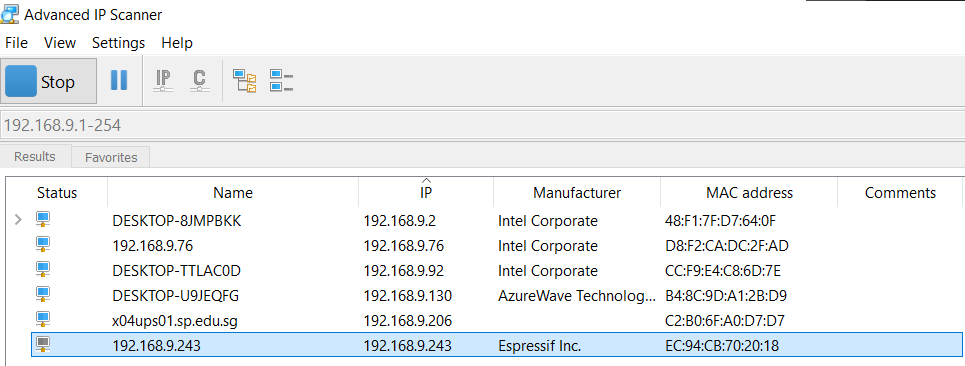 Advanced IP Scanner
File View Settings Help
Stop IP C
192.168.9.1-254
Results Favorites
Status Name IP Manufacturer MAC address Comments
DESKTOP-8JMPBKK 192.168.9.2 Intel Corporate 48:F1:7F:D7:64:0F
192.168.9.76 192.168.9.76 Intel Corporate D8:F2:CA:DC:2F:AD
DESKTOP-TTLAC0D 192.168.9.92 Intel Corporate CC:F9:E4:C8:6D:7E
DESKTOP-U9JEQFG 192.168.9.130 AzureWave Technolog... B4:8C:9D:A1:2B:D9
x04ups01.sp.edu.sg 192.168.9.206 C2:B0:6F:A0:D7:D7
192.168.9.243 192.168.9.243 Espressif Inc. EC:94:CB:70:20:18